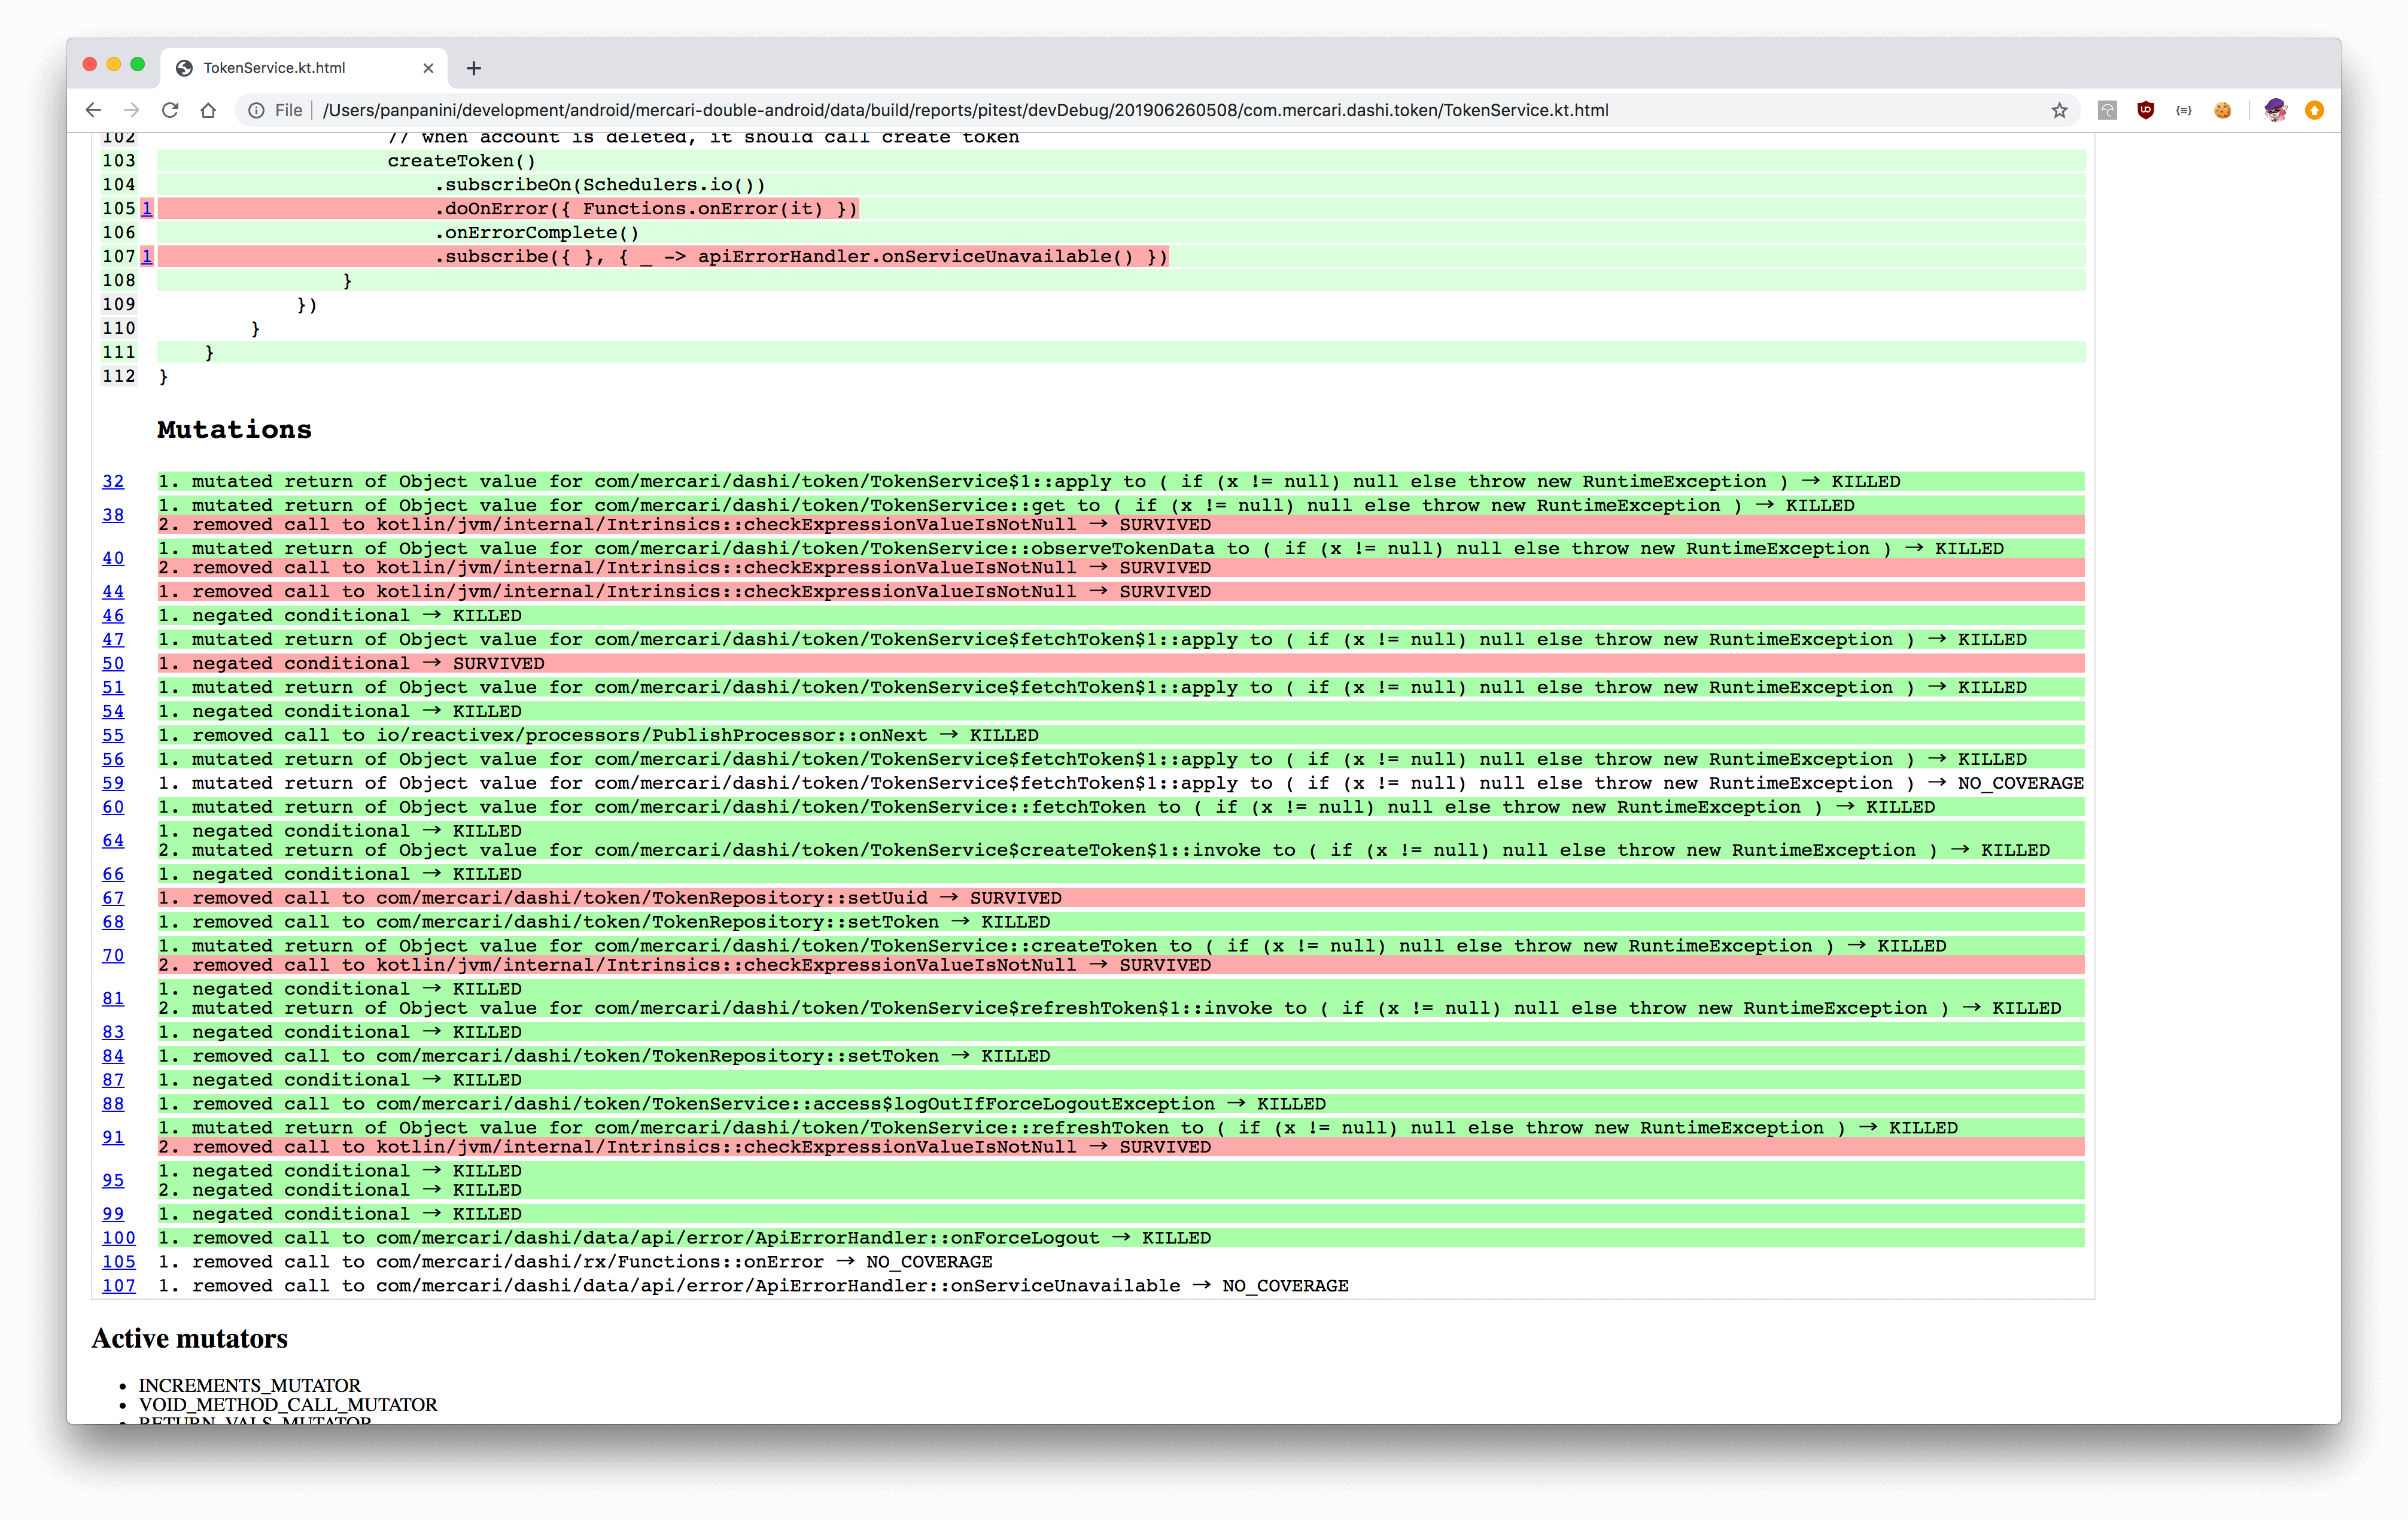 TokenService.kt.html
File /Users/panpanini/development/android/mercari-double-android/data/build/reports/pitest/devDebug/201906260508/com.mercari.dashi.token/TokenService.kt.html
102 // when account is deleted, it should call create token
103 createToken()
104 .subscribeOn(Schedulers.io())
105 1 .doOnError({ Functions.onError(it) })
106 .onErrorComplete()
107 1 .subscribe({ }, { _ -> apiErrorHandler.onServiceUnavailable() })
108 }
109 })
110 }
111 }
112 }
Mutations
32 1. mutated return of Object value for com/mercari/dashi/token/TokenService$1::apply to ( if (x != null) null else throw new RuntimeException ) → KILLED
38 1. mutated return of Object value for com/mercari/dashi/token/TokenService::get to ( if (x != null) null else throw new RuntimeException ) → KILLED
2. removed call to kotlin/jvm/internal/Intrinsics::checkExpressionValueIsNotNull → SURVIVED
40 1. mutated return of Object value for com/mercari/dashi/token/TokenService::observeTokenData to ( if (x != null) null else throw new RuntimeException ) → KILLED
2. removed call to kotlin/jvm/internal/Intrinsics::checkExpressionValueIsNotNull → SURVIVED
44 1. removed call to kotlin/jvm/internal/Intrinsics::checkExpressionValueIsNotNull → SURVIVED
46 1. negated conditional → KILLED
47 1. mutated return of Object value for com/mercari/dashi/token/TokenService$fetchToken$1::apply to ( if (x != null) null else throw new RuntimeException ) → KILLED
50 1. negated conditional → SURVIVED
51 1. mutated return of Object value for com/mercari/dashi/token/TokenService$fetchToken$1::apply to ( if (x != null) null else throw new RuntimeException ) → KILLED
54 1. negated conditional → KILLED
55 1. removed call to io/reactivex/processors/PublishProcessor::onNext → KILLED
56 1. mutated return of Object value for com/mercari/dashi/token/TokenService$fetchToken$1::apply to ( if (x != null) null else throw new RuntimeException ) → KILLED
59 1. mutated return of Object value for com/mercari/dashi/token/TokenService$fetchToken$1::apply to ( if (x != null) null else throw new RuntimeException ) → NO_COVERAGE
60 1. mutated return of Object value for com/mercari/dashi/token/TokenService::fetchToken to ( if (x != null) null else throw new RuntimeException ) → KILLED
64 1. negated conditional → KILLED
2. mutated return of Object value for com/mercari/dashi/token/TokenService$createToken$1::invoke to ( if (x != null) null else throw new RuntimeException ) → KILLED
66 1. negated conditional → KILLED
67 1. removed call to com/mercari/dashi/token/TokenRepository::setUuid → SURVIVED
68 1. removed call to com/mercari/dashi/token/TokenRepository::setToken → KILLED
70 1. mutated return of Object value for com/mercari/dashi/token/TokenService::createToken to ( if (x != null) null else throw new RuntimeException ) → KILLED
2. removed call to kotlin/jvm/internal/Intrinsics::checkExpressionValueIsNotNull → SURVIVED
81 1. negated conditional → KILLED
2. mutated return of Object value for com/mercari/dashi/token/TokenService$refreshToken$1::invoke to ( if (x != null) null else throw new RuntimeException ) → KILLED
83 1. negated conditional → KILLED
84 1. removed call to com/mercari/dashi/token/TokenRepository::setToken → KILLED
87 1. negated conditional → KILLED
88 1. removed call to com/mercari/dashi/token/TokenService::access$logOutIfForceLogoutException → KILLED
91 1. mutated return of Object value for com/mercari/dashi/token/TokenService::refreshToken to ( if (x != null) null else throw new RuntimeException ) → KILLED
2. removed call to kotlin/jvm/internal/Intrinsics::checkExpressionValueIsNotNull → SURVIVED
95 1. negated conditional → KILLED
2. negated conditional → KILLED
99 1. negated conditional → KILLED
100 1. removed call to com/mercari/dashi/data/api/error/ApiErrorHandler::onForceLogout → KILLED
105 1. removed call to com/mercari/dashi/rx/Functions::onError → NO_COVERAGE
107 1. removed call to com/mercari/dashi/data/api/error/ApiErrorHandler::onServiceUnavailable → NO_COVERAGE
Active mutators
• INCREMENTS_MUTATOR
• VOID_METHOD_CALL_MUTATOR
• RETURN_VALS_MUTATOR